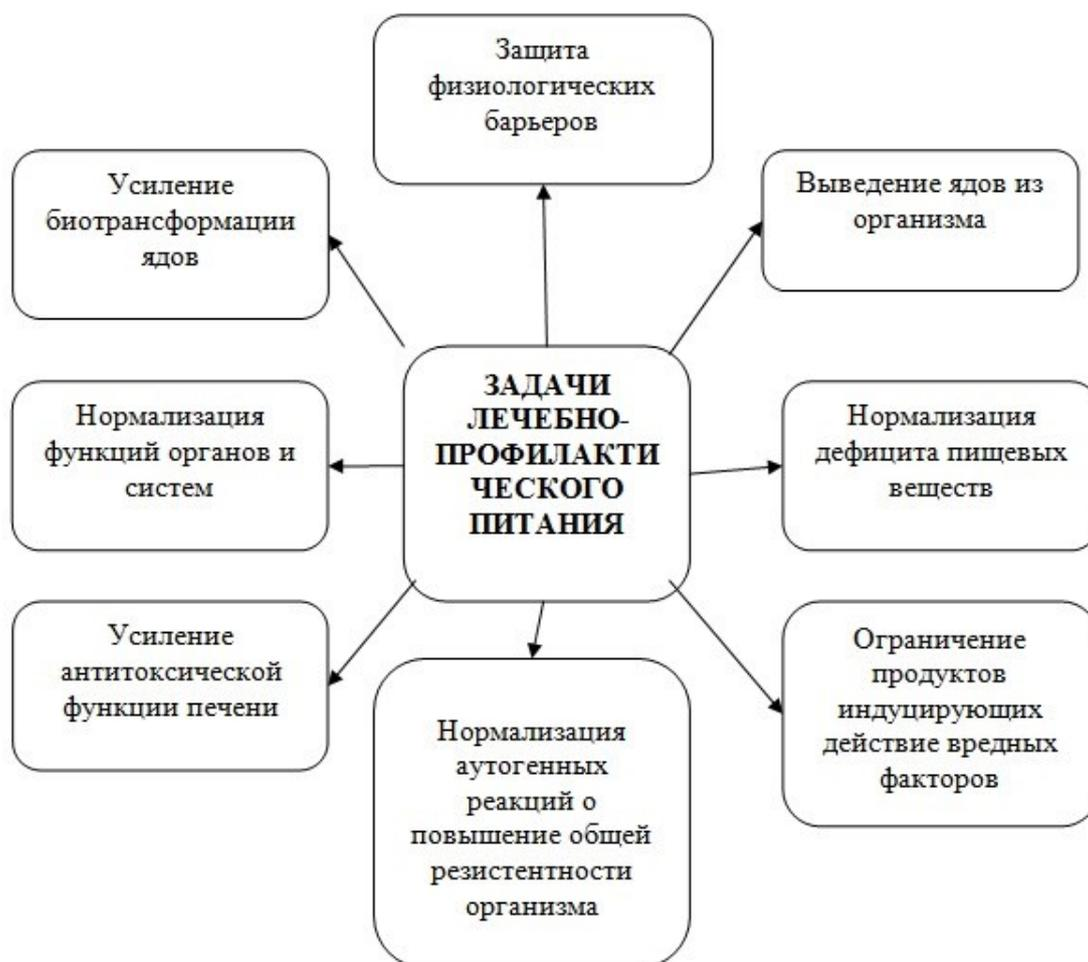 Защита
физиологических
барьеров
Усиление
биотрансформации
ядов
Выведение ядов из
организма
ЗАДАЧИ
ЛЕЧЕБНО-
ПРОФИЛАКТИ
ЧЕСКОГО
ПИТАНИЯ
Нормализация
функций органов и
систем
Нормализация
дефицита пищевых
веществ
Усиление
антитоксической
функции печени
Нормализация
аутогенных
реакций о
повышение общей
резистентности
организма
Ограничение
продуктов
индуцирующих
действие вредных
факторов